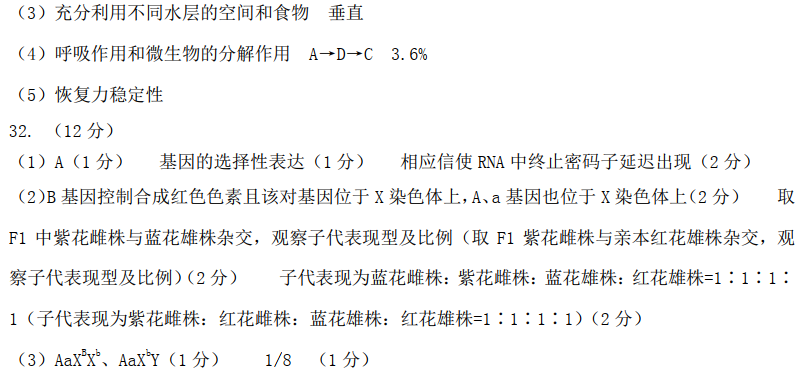 （3）充分利用不同水层的空间和食物　垂直
（4）呼吸作用和微生物的分解作用　A→D→C　3.6%
（5）恢复力稳定性
32. （12 分）
（1）A（1 分）　　基因的选择性表达（1 分）　　相应信使 RNA 中终止密码子延迟出现（2 分）
（2）B 基因控制合成红色色素且该对基因位于 X 染色体上，A、a 基因也位于 X 染色体上（2 分）　　取
F1 中紫花雌株与蓝花雄株杂交，观察子代表现型及比例（取 F1 紫花雌株与亲本红花雄株杂交，观
察子代表现型及比例）（2 分）　　子代表现为蓝花雌株：紫花雌株：蓝花雄株：红花雄株=1∶1∶1∶
1（子代表现为紫花雌株：红花雌株：蓝花雄株：红花雄株=1∶1∶1∶1）（2 分）
（3）AaXᴮXᵇ、AaXᵇY（1 分）　　1/8　（1 分）